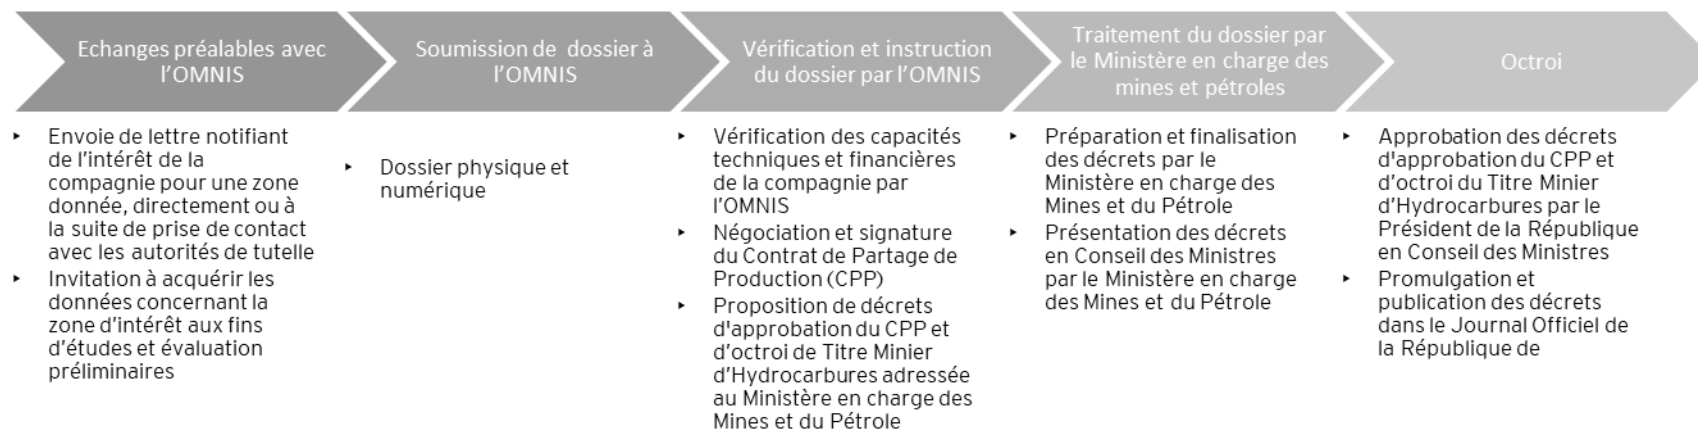 Echanges préalables avec
l'OMNIS
Soumission de dossier à
l'OMNIS
Vérification et instruction
du dossier par l'OMNIS
Traitement du dossier par
le Ministère en charge des
mines et pétroles
Octroi
‣ Envoie de lettre notifiant
de l'intérêt de la
compagnie pour une zone
donnée, directement ou à
la suite de prise de contact
avec les autorités de tutelle
‣ Invitation à acquérir les
données concernant la
zone d'intérêt aux fins
d'études et évaluation
préliminaires
‣ Dossier physique et
numérique
‣ Vérification des capacités
techniques et financières
de la compagnie par
l'OMNIS
‣ Négociation et signature
du Contrat de Partage de
Production (CPP)
‣ Proposition de décrets
d'approbation du CPP et
d'octroi de Titre Minier
d'Hydrocarbures adressée
au Ministère en charge des
Mines et du Pétrole
‣ Préparation et finalisation
des décrets par le
Ministère en charge des
Mines et du Pétrole
‣ Présentation des décrets
en Conseil des Ministres
par le Ministère en charge
des Mines et du Pétrole
‣ Approbation des décrets
d'approbation du CPP et
d'octroi du Titre Minier
d'Hydrocarbures par le
Président de la République
en Conseil des Ministres
‣ Promulgation et
publication des décrets
dans le Journal Officiel de
la République de